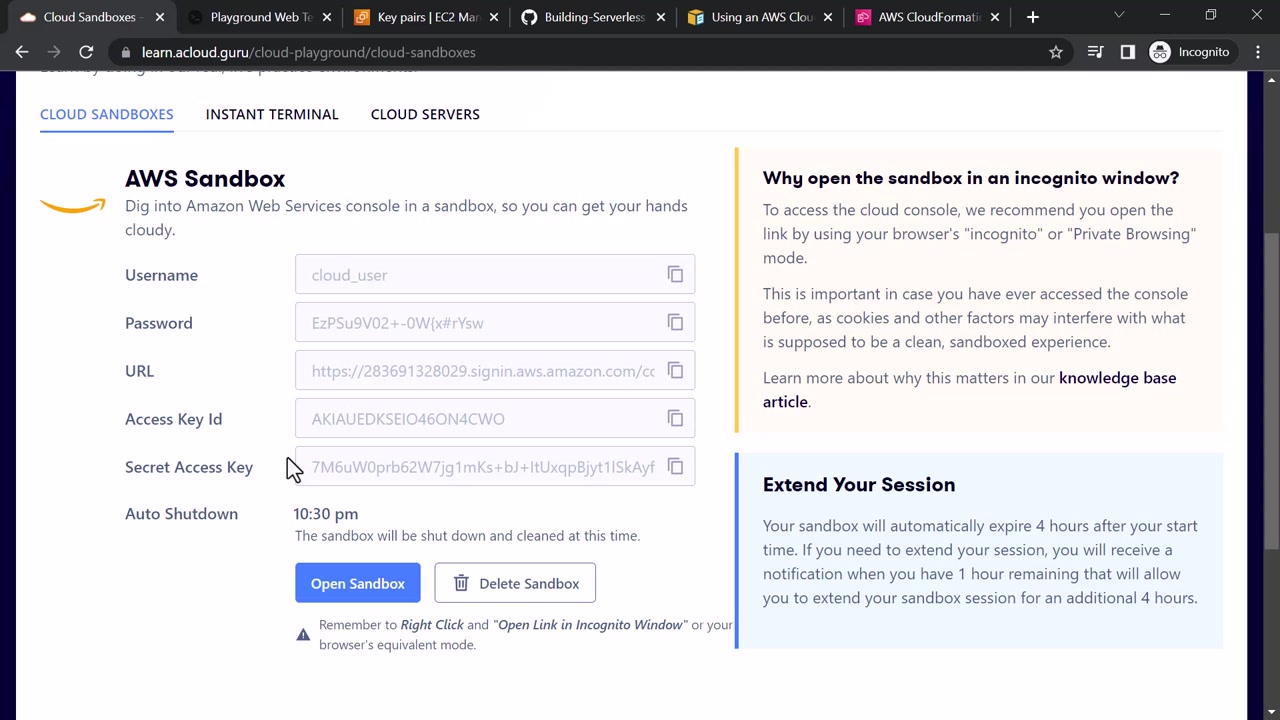 Cloud Sandboxes -
Playground Web Te
Key pairs | EC2 Man
Building-Serverless
Using an AWS Clou
AWS CloudFormati
learn.acloud.guru/cloud-playground/cloud-sandboxes
Incognito
CLOUD SANDBOXES
INSTANT TERMINAL
CLOUD SERVERS
AWS Sandbox
Dig into Amazon Web Services console in a sandbox, so you can get your hands
cloudy.
Username
cloud_user
Password
EzPSu9V02+-0W{x#rYsw
URL
https://283691328029.signin.aws.amazon.com/cc
Access Key Id
AKIAUEDKSEIO46ON4CWO
Secret Access Key
7M6uW0prb62W7jg1mKs+bJ+ItUxqpBjyt1lSkAyf
Auto Shutdown
10:30 pm
The sandbox will be shut down and cleaned at this time.
Open Sandbox
Delete Sandbox
Remember to Right Click and "Open Link in Incognito Window" or your
browser's equivalent mode.
Why open the sandbox in an incognito window?
To access the cloud console, we recommend you open the
link by using your browser's "incognito" or "Private Browsing"
mode.
This is important in case you have ever accessed the console
before, as cookies and other factors may interfere with what
is supposed to be a clean, sandboxed experience.
Learn more about why this matters in our knowledge base
article.
Extend Your Session
Your sandbox will automatically expire 4 hours after your start
time. If you need to extend your session, you will receive a
notification when you have 1 hour remaining that will allow
you to extend your sandbox session for an additional 4 hours.